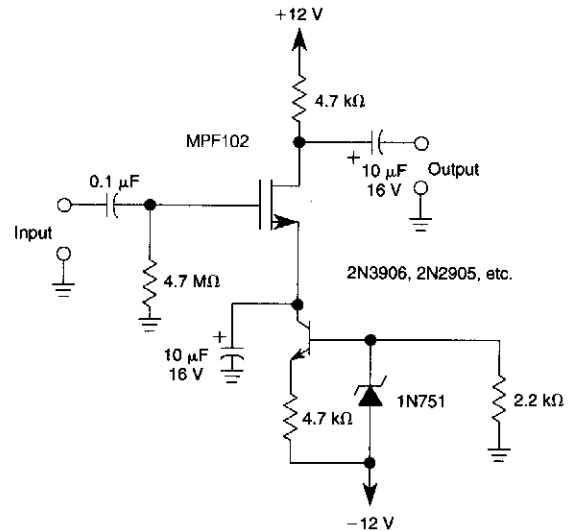 +12 V
4.7 kΩ
MPF102
+
10 µF
16 V
Output
0.1 µF
Input
4.7 MΩ
2N3906, 2N2905, etc.
+
10 µF
16 V
4.7 kΩ
1N751
2.2 kΩ
−12 V